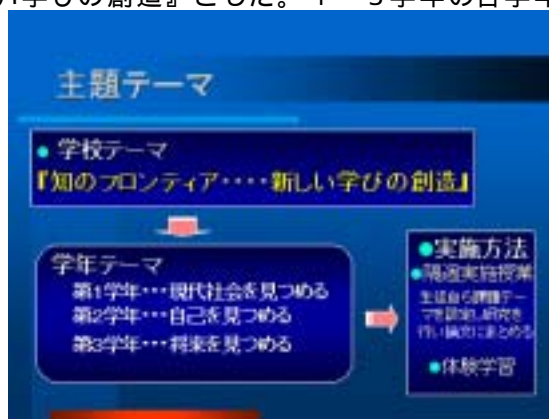 学びの創造』とした。1 3学年の各学年
主題テーマ
● 学校テーマ
『知のフロンティア････新しい学びの創造』
学年テーマ
第1学年･･･現代社会を見つめる
第2学年･･･自己を見つめる
第3学年･･･将来を見つめる
●実施方法
●隔週実施授業
生徒自ら課題テー
マを設定し研究を
行い論文にまとめる
●体験学習